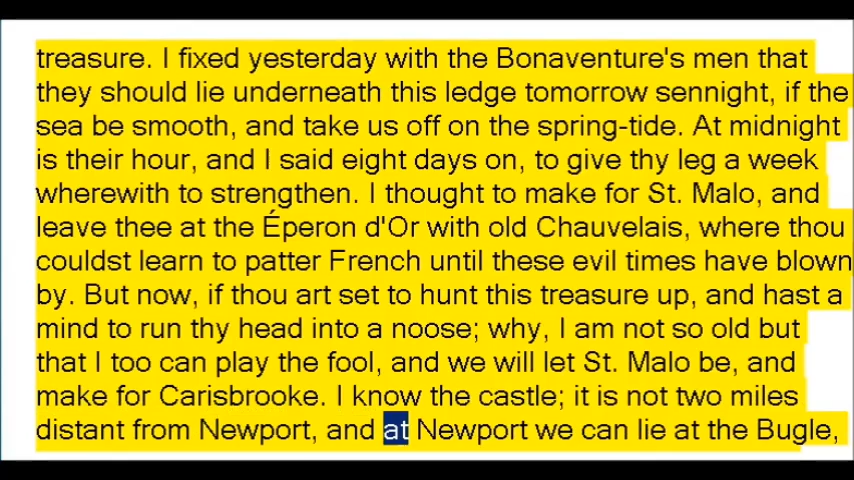 treasure. I fixed yesterday with the Bonaventure's men that
they should lie underneath this ledge tomorrow sennight, if the
sea be smooth, and take us off on the spring-tide. At midnight
is their hour, and I said eight days on, to give thy leg a week
wherewith to strengthen. I thought to make for St. Malo, and
leave thee at the Éperon d'Or with old Chauvelais, where thou
couldst learn to patter French until these evil times have blown
by. But now, if thou art set to hunt this treasure up, and hast a
mind to run thy head into a noose; why, I am not so old but
that I too can play the fool, and we will let St. Malo be, and
make for Carisbrooke. I know the castle; it is not two miles
distant from Newport, and at Newport we can lie at the Bugle,